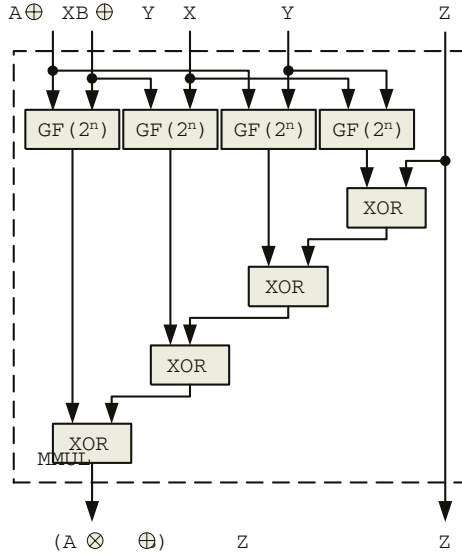 A⊕ XB ⊕ Y X Y Z
GF(2ⁿ) GF(2ⁿ) GF(2ⁿ) GF(2ⁿ)
XOR
XOR
XOR
XOR
MMUL
(A ⊗ ⊕) Z Z